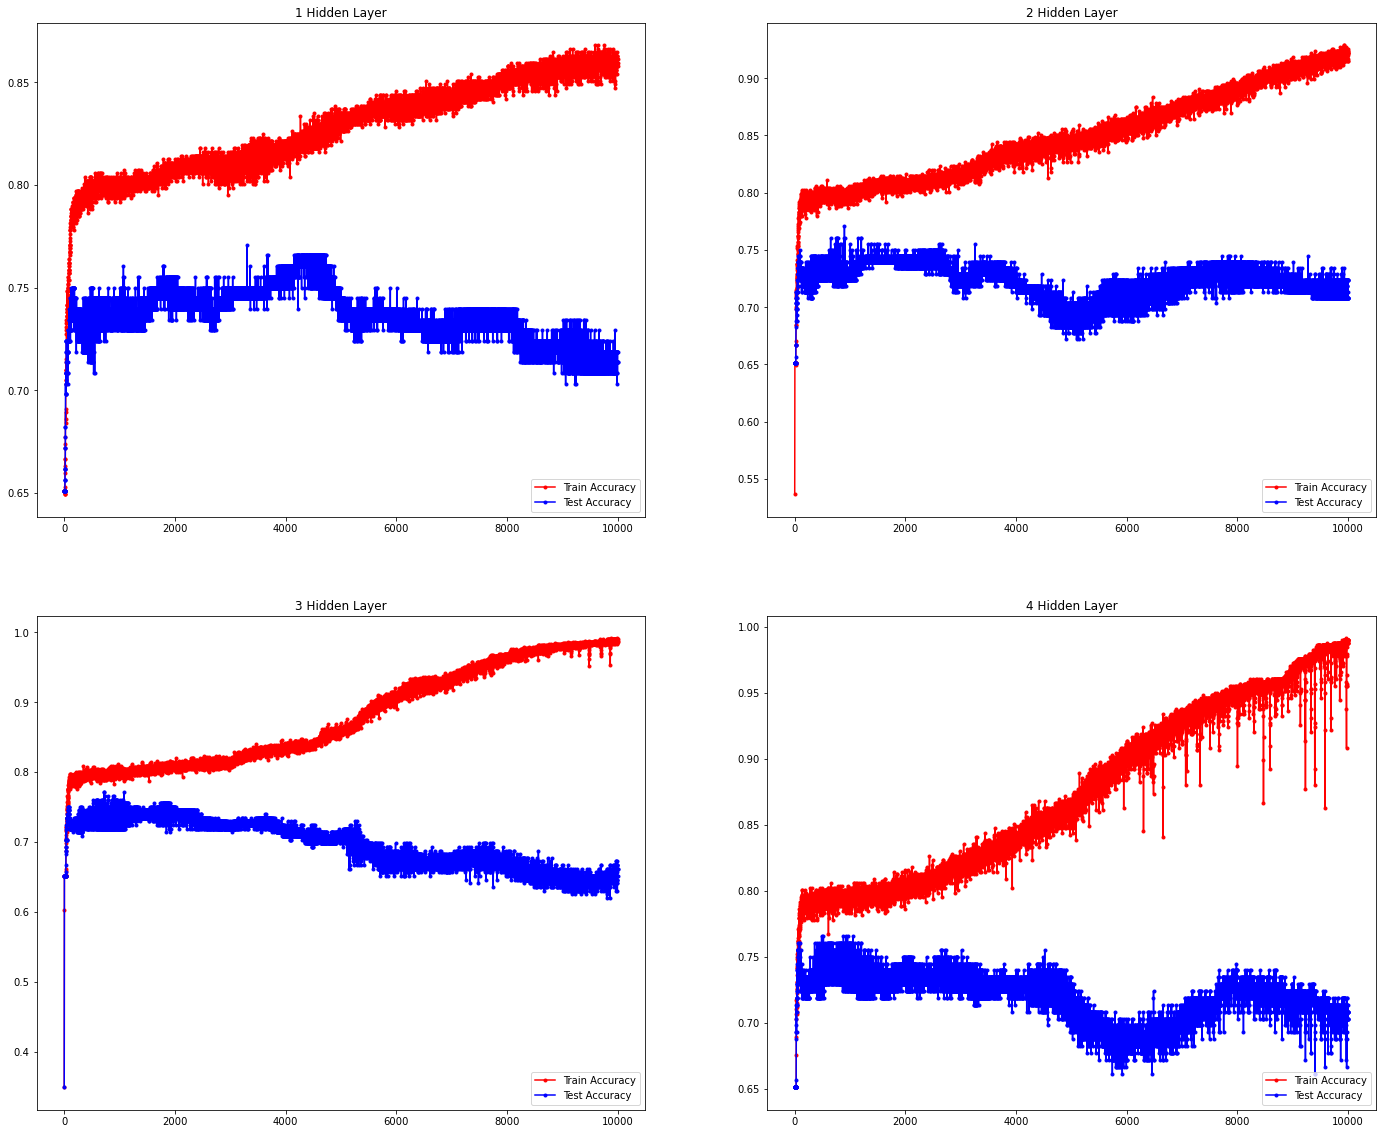 1 Hidden Layer
0.85
0.80
0.75
0.70
0.65
0 2000 4000 6000 8000 10000
Train Accuracy
Test Accuracy
2 Hidden Layer
0.90
0.85
0.80
0.75
0.70
0.65
0.60
0.55
0 2000 4000 6000 8000 10000
Train Accuracy
Test Accuracy
3 Hidden Layer
1.0
0.9
0.8
0.7
0.6
0.5
0.4
0 2000 4000 6000 8000 10000
Train Accuracy
Test Accuracy
4 Hidden Layer
1.00
0.95
0.90
0.85
0.80
0.75
0.70
0.65
0 2000 4000 6000 8000 10000
Train Accuracy
Test Accuracy